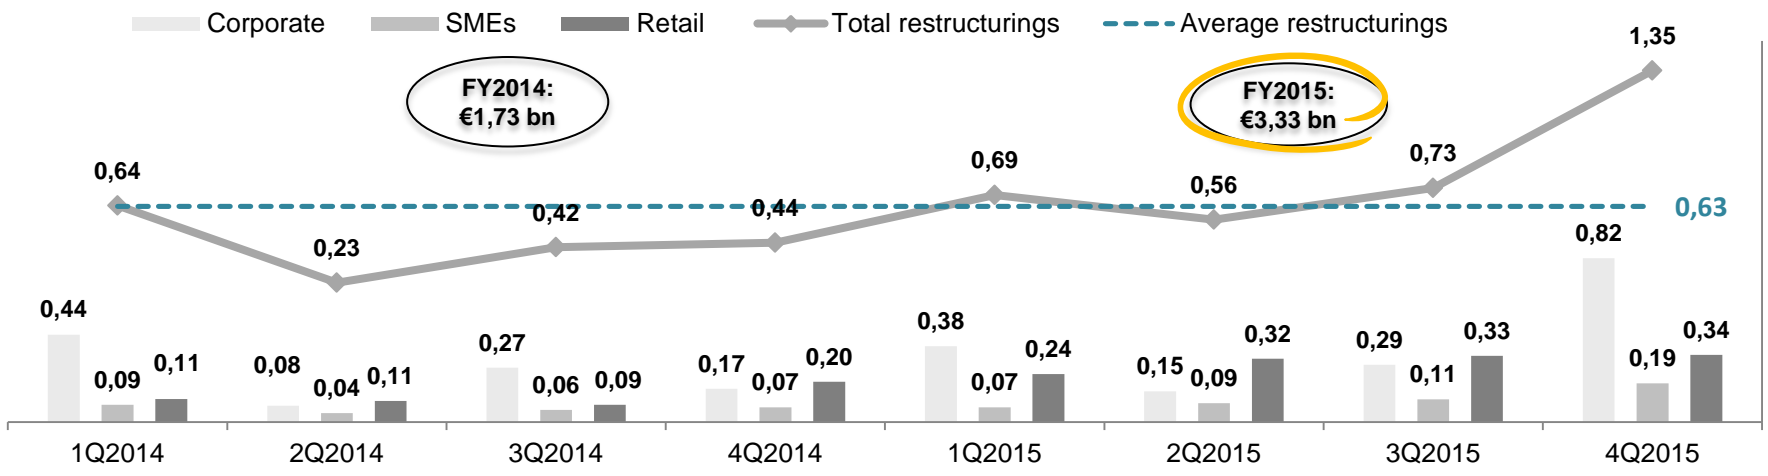 Corporate SMEs Retail Total restructurings Average restructurings
FY2014:
€1,73 bn
FY2015:
€3,33 bn
0,64 0,23 0,42 0,44 0,69 0,56 0,73 1,35
0,63
0,44 0,09 0,11 0,08 0,04 0,11 0,27 0,06 0,09 0,17 0,07 0,20 0,38 0,07 0,24 0,15 0,09 0,32 0,29 0,11 0,33 0,82 0,19 0,34
1Q2014 2Q2014 3Q2014 4Q2014 1Q2015 2Q2015 3Q2015 4Q2015